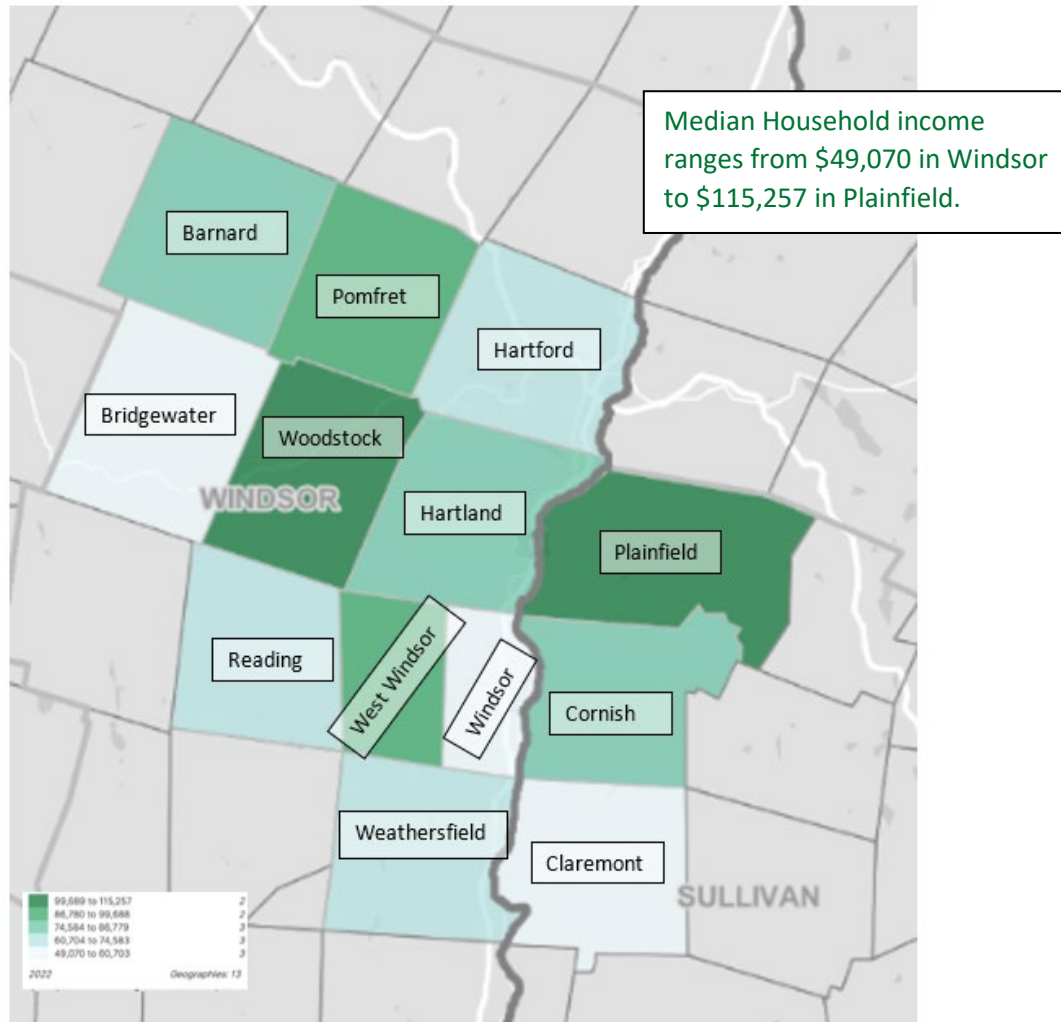 Median Household income
ranges from $49,070 in Windsor
to $115,257 in Plainfield.
Barnard
Pomfret
Hartford
Bridgewater
Woodstock
WINDSOR
Hartland
Plainfield
Reading
West Windsor
Windsor
Cornish
Weathersfield
Claremont
SULLIVAN
99,689 to 115,257 2
86,780 to 99,688 2
74,584 to 86,779 3
60,704 to 74,583 3
49,070 to 60,703 3
2022 Geographies: 13